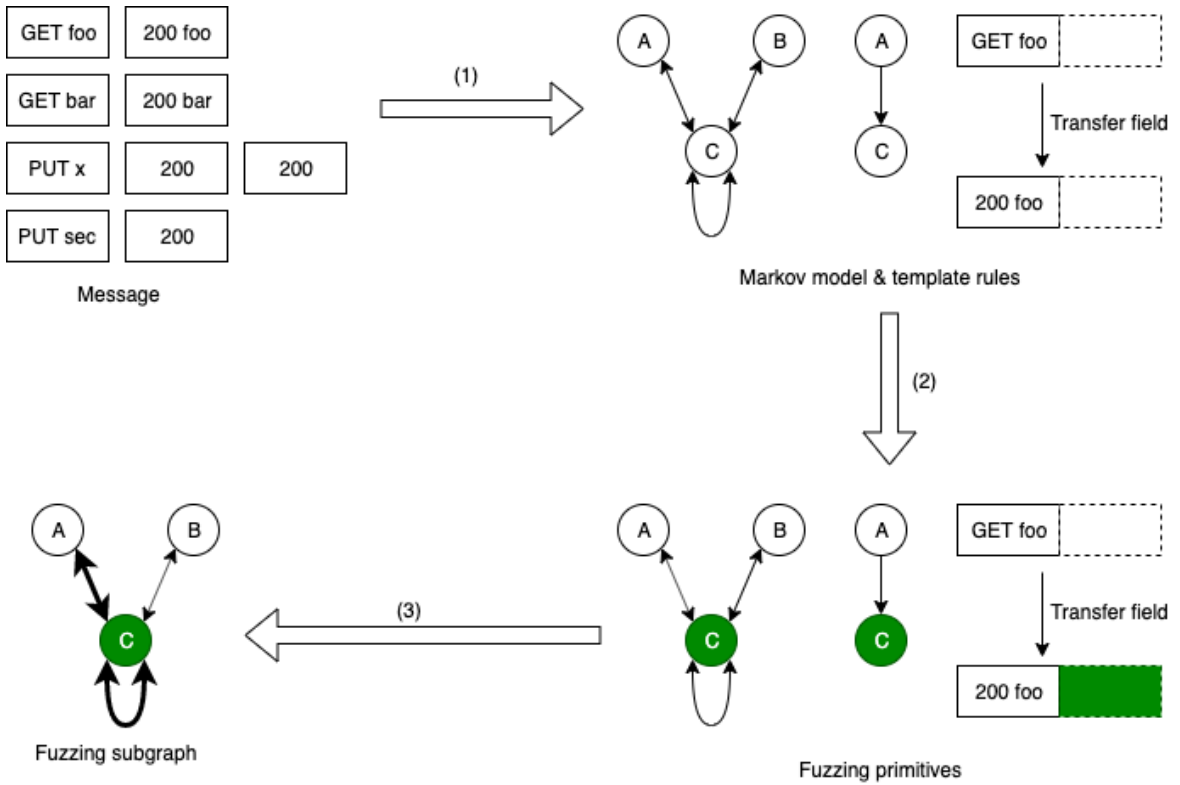 GET foo
200 foo
GET bar
200 bar
PUT x
200
200
PUT sec
200
Message
(1)
A
B
C
A
C
GET foo
Transfer field
200 foo
Markov model & template rules
(2)
A
B
C
A
C
GET foo
Transfer field
200 foo
Fuzzing primitives
(3)
A
B
C
Fuzzing subgraph